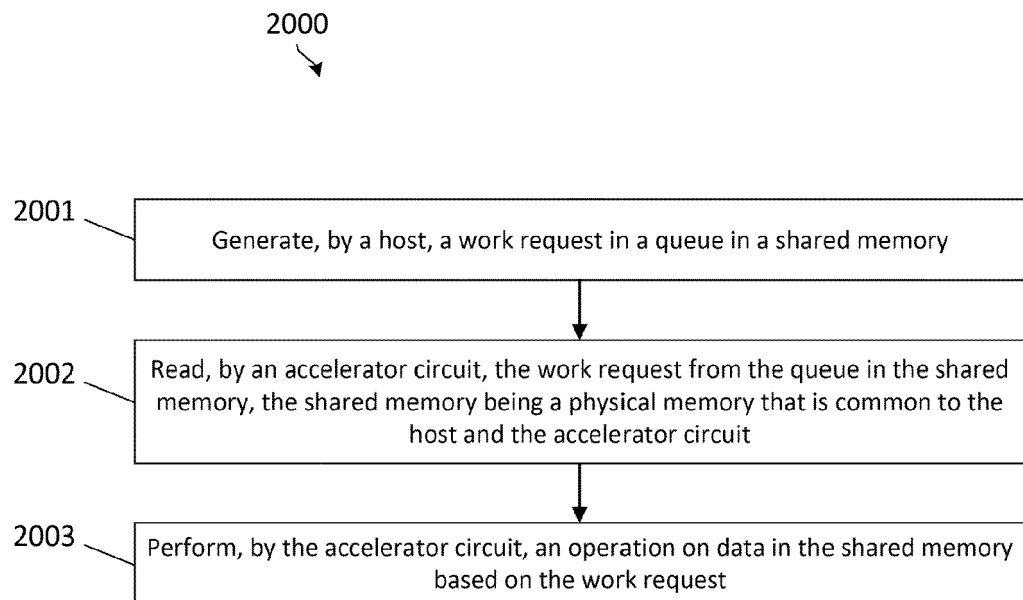 2000
2001
Generate, by a host, a work request in a queue in a shared memory
2002
Read, by an accelerator circuit, the work request from the queue in the shared
memory, the shared memory being a physical memory that is common to the
host and the accelerator circuit
2003
Perform, by the accelerator circuit, an operation on data in the shared memory
based on the work request